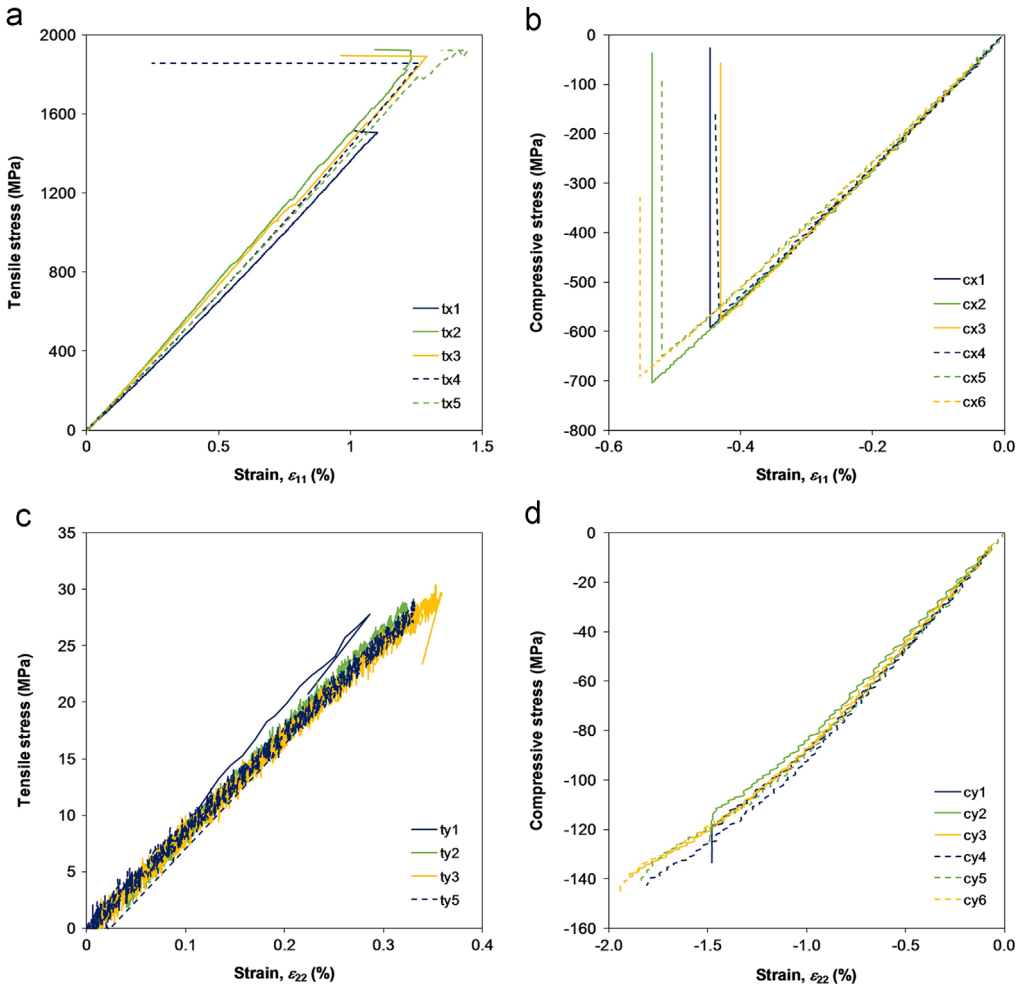 a
2000
1600
1200
800
400
0
Tensile stress (MPa)
0
0.5
1
1.5
Strain, ε11 (%)
tx1
tx2
tx3
tx4
tx5
b
0
-100
-200
-300
-400
-500
-600
-700
-800
Compressive stress (MPa)
-0.6
-0.4
-0.2
0.0
Strain, ε11 (%)
cx1
cx2
cx3
cx4
cx5
cx6
c
35
30
25
20
15
10
5
0
Tensile stress (MPa)
0
0.1
0.2
0.3
0.4
Strain, ε22 (%)
ty1
ty2
ty3
ty5
d
0
-20
-40
-60
-80
-100
-120
-140
-160
Compressive stress (MPa)
-2.0
-1.5
-1.0
-0.5
0.0
Strain, ε22 (%)
cy1
cy2
cy3
cy4
cy5
cy6